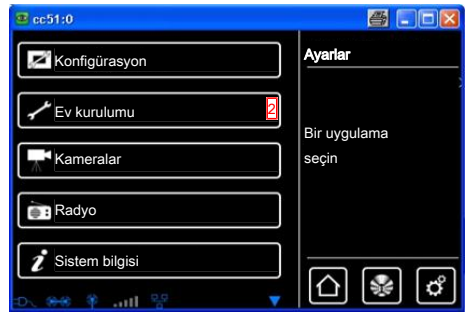 cc51:0
Konfigürasyon
Ev kurulumu
2
Kameralar
Radyo
Sistem bilgisi
Ayarlar
Bir uygulama
seçin